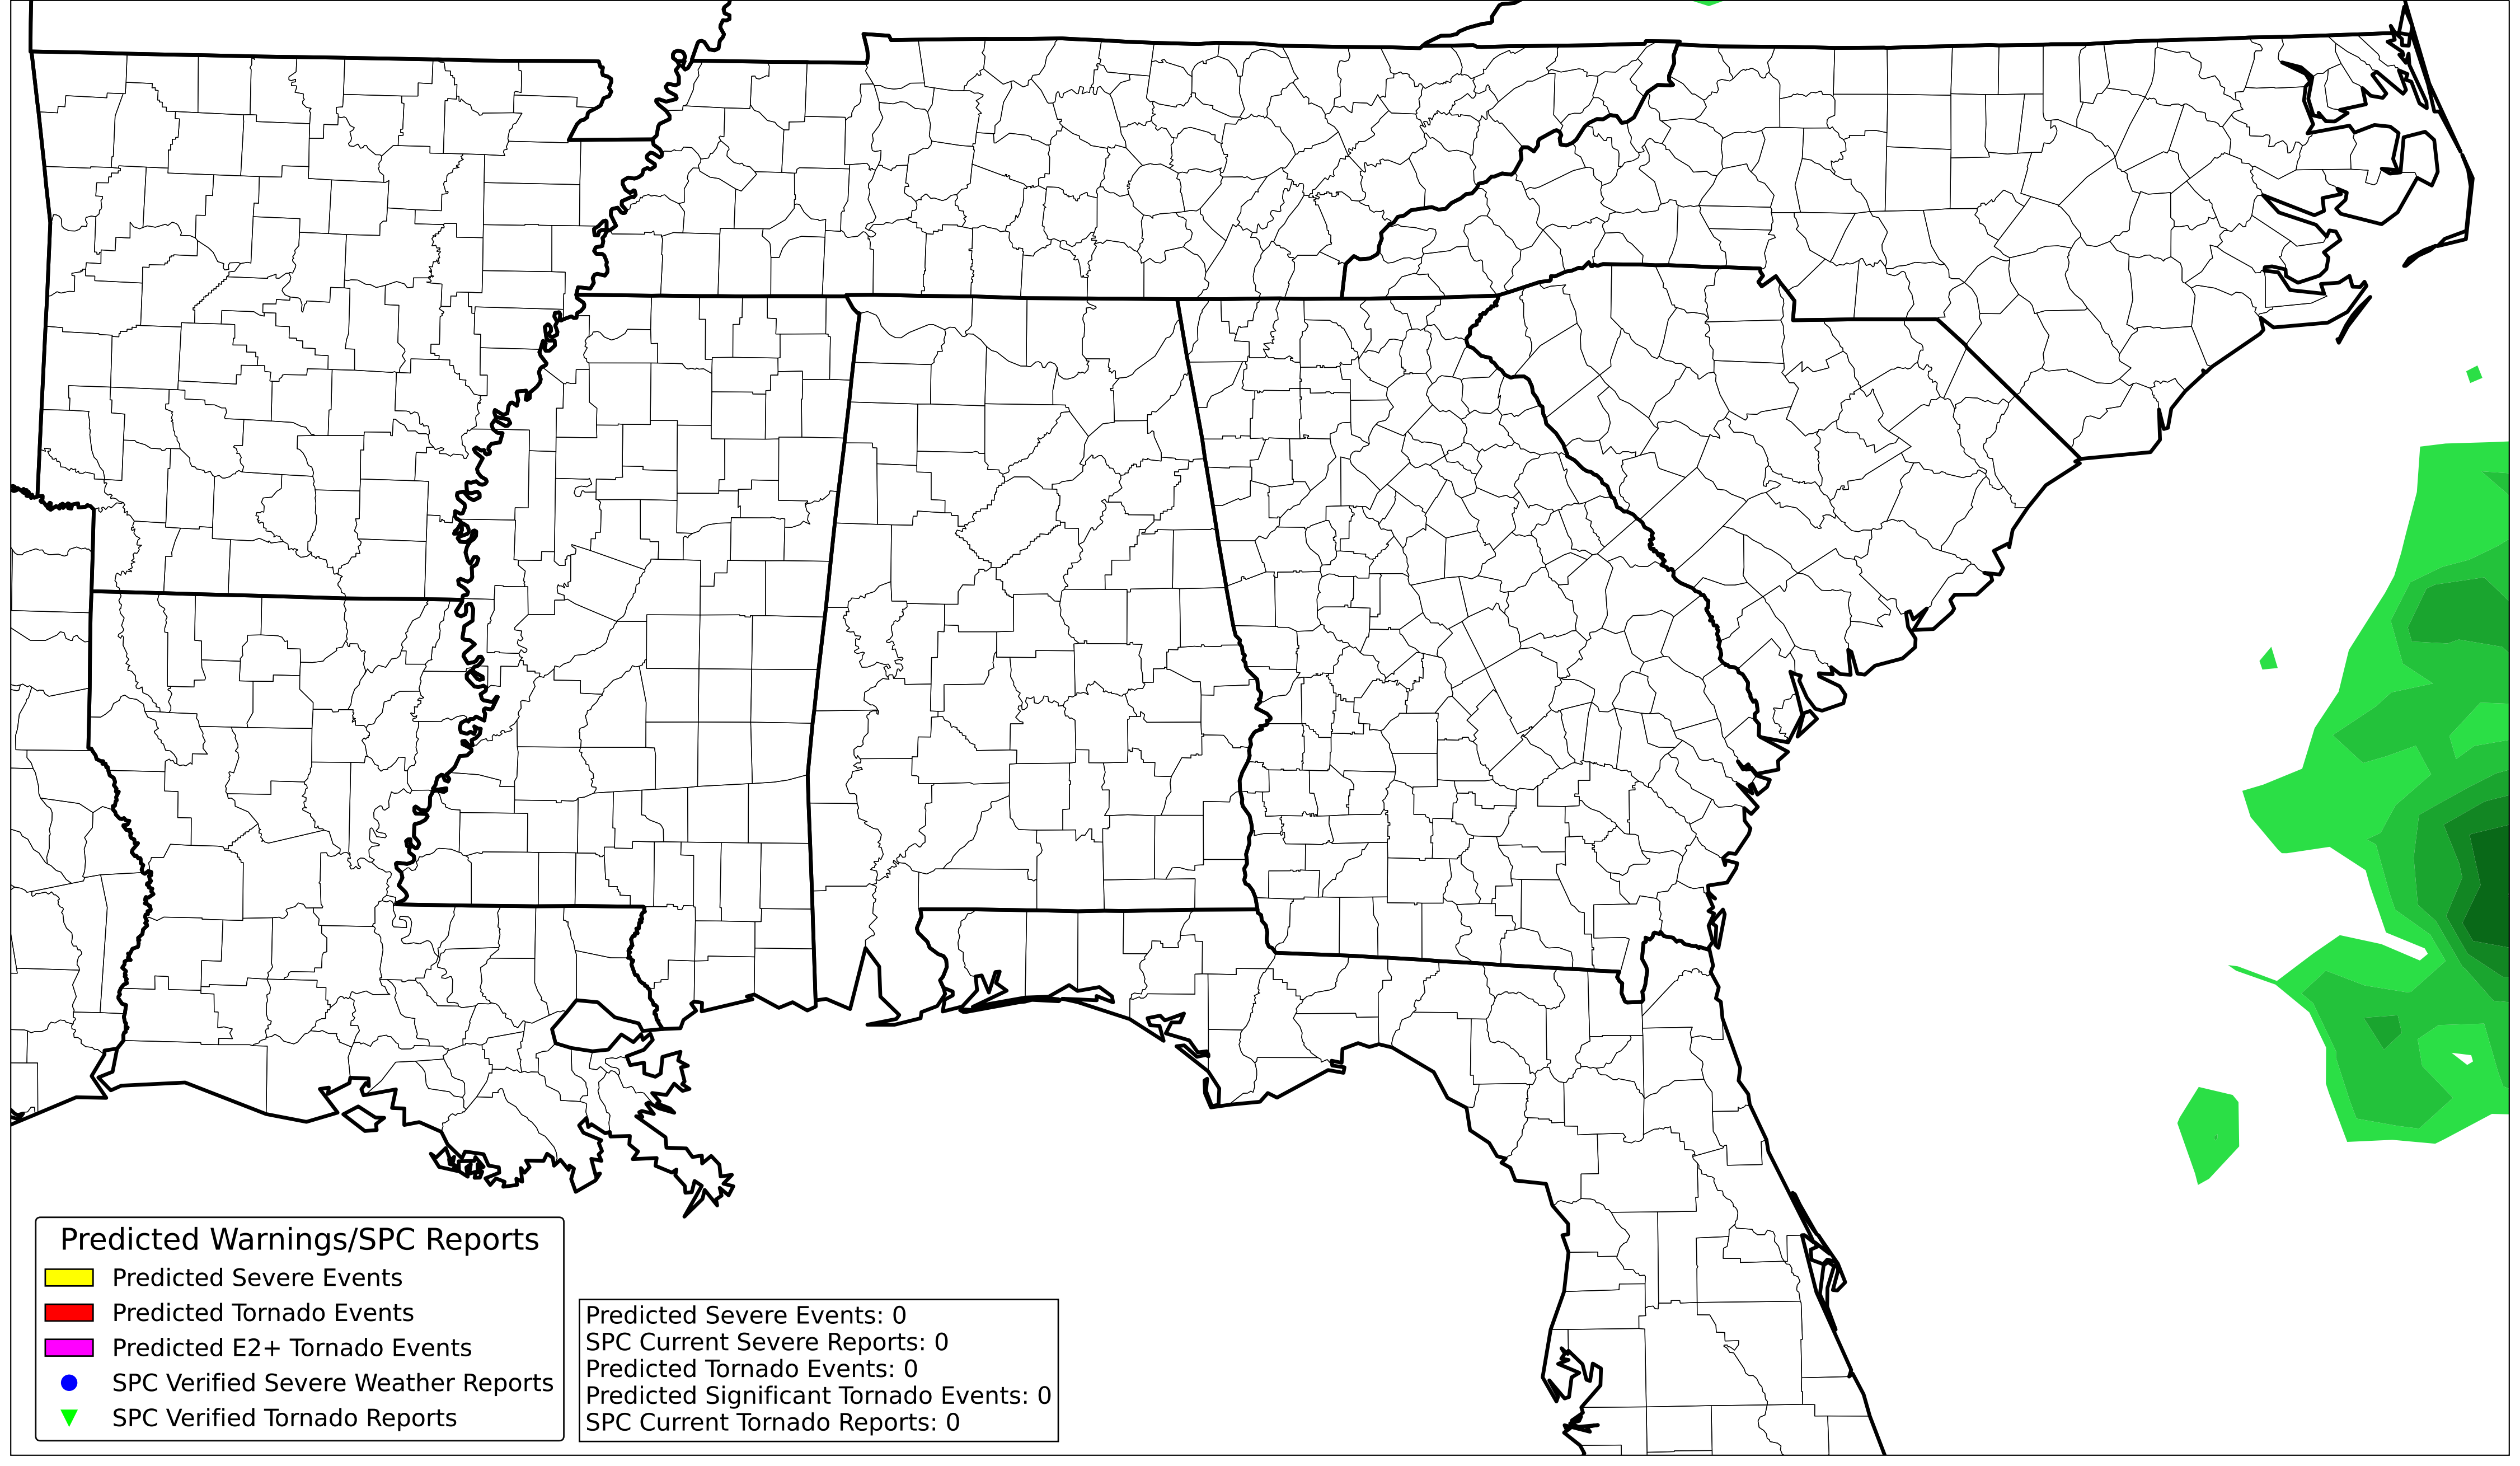 Predicted Warnings/SPC Reports
Predicted Severe Events
Predicted Tornado Events
Predicted E2+ Tornado Events
SPC Verified Severe Weather Reports
SPC Verified Tornado Reports
Predicted Severe Events: 0
SPC Current Severe Reports: 0
Predicted Tornado Events: 0
Predicted Significant Tornado Events: 0
SPC Current Tornado Reports: 0